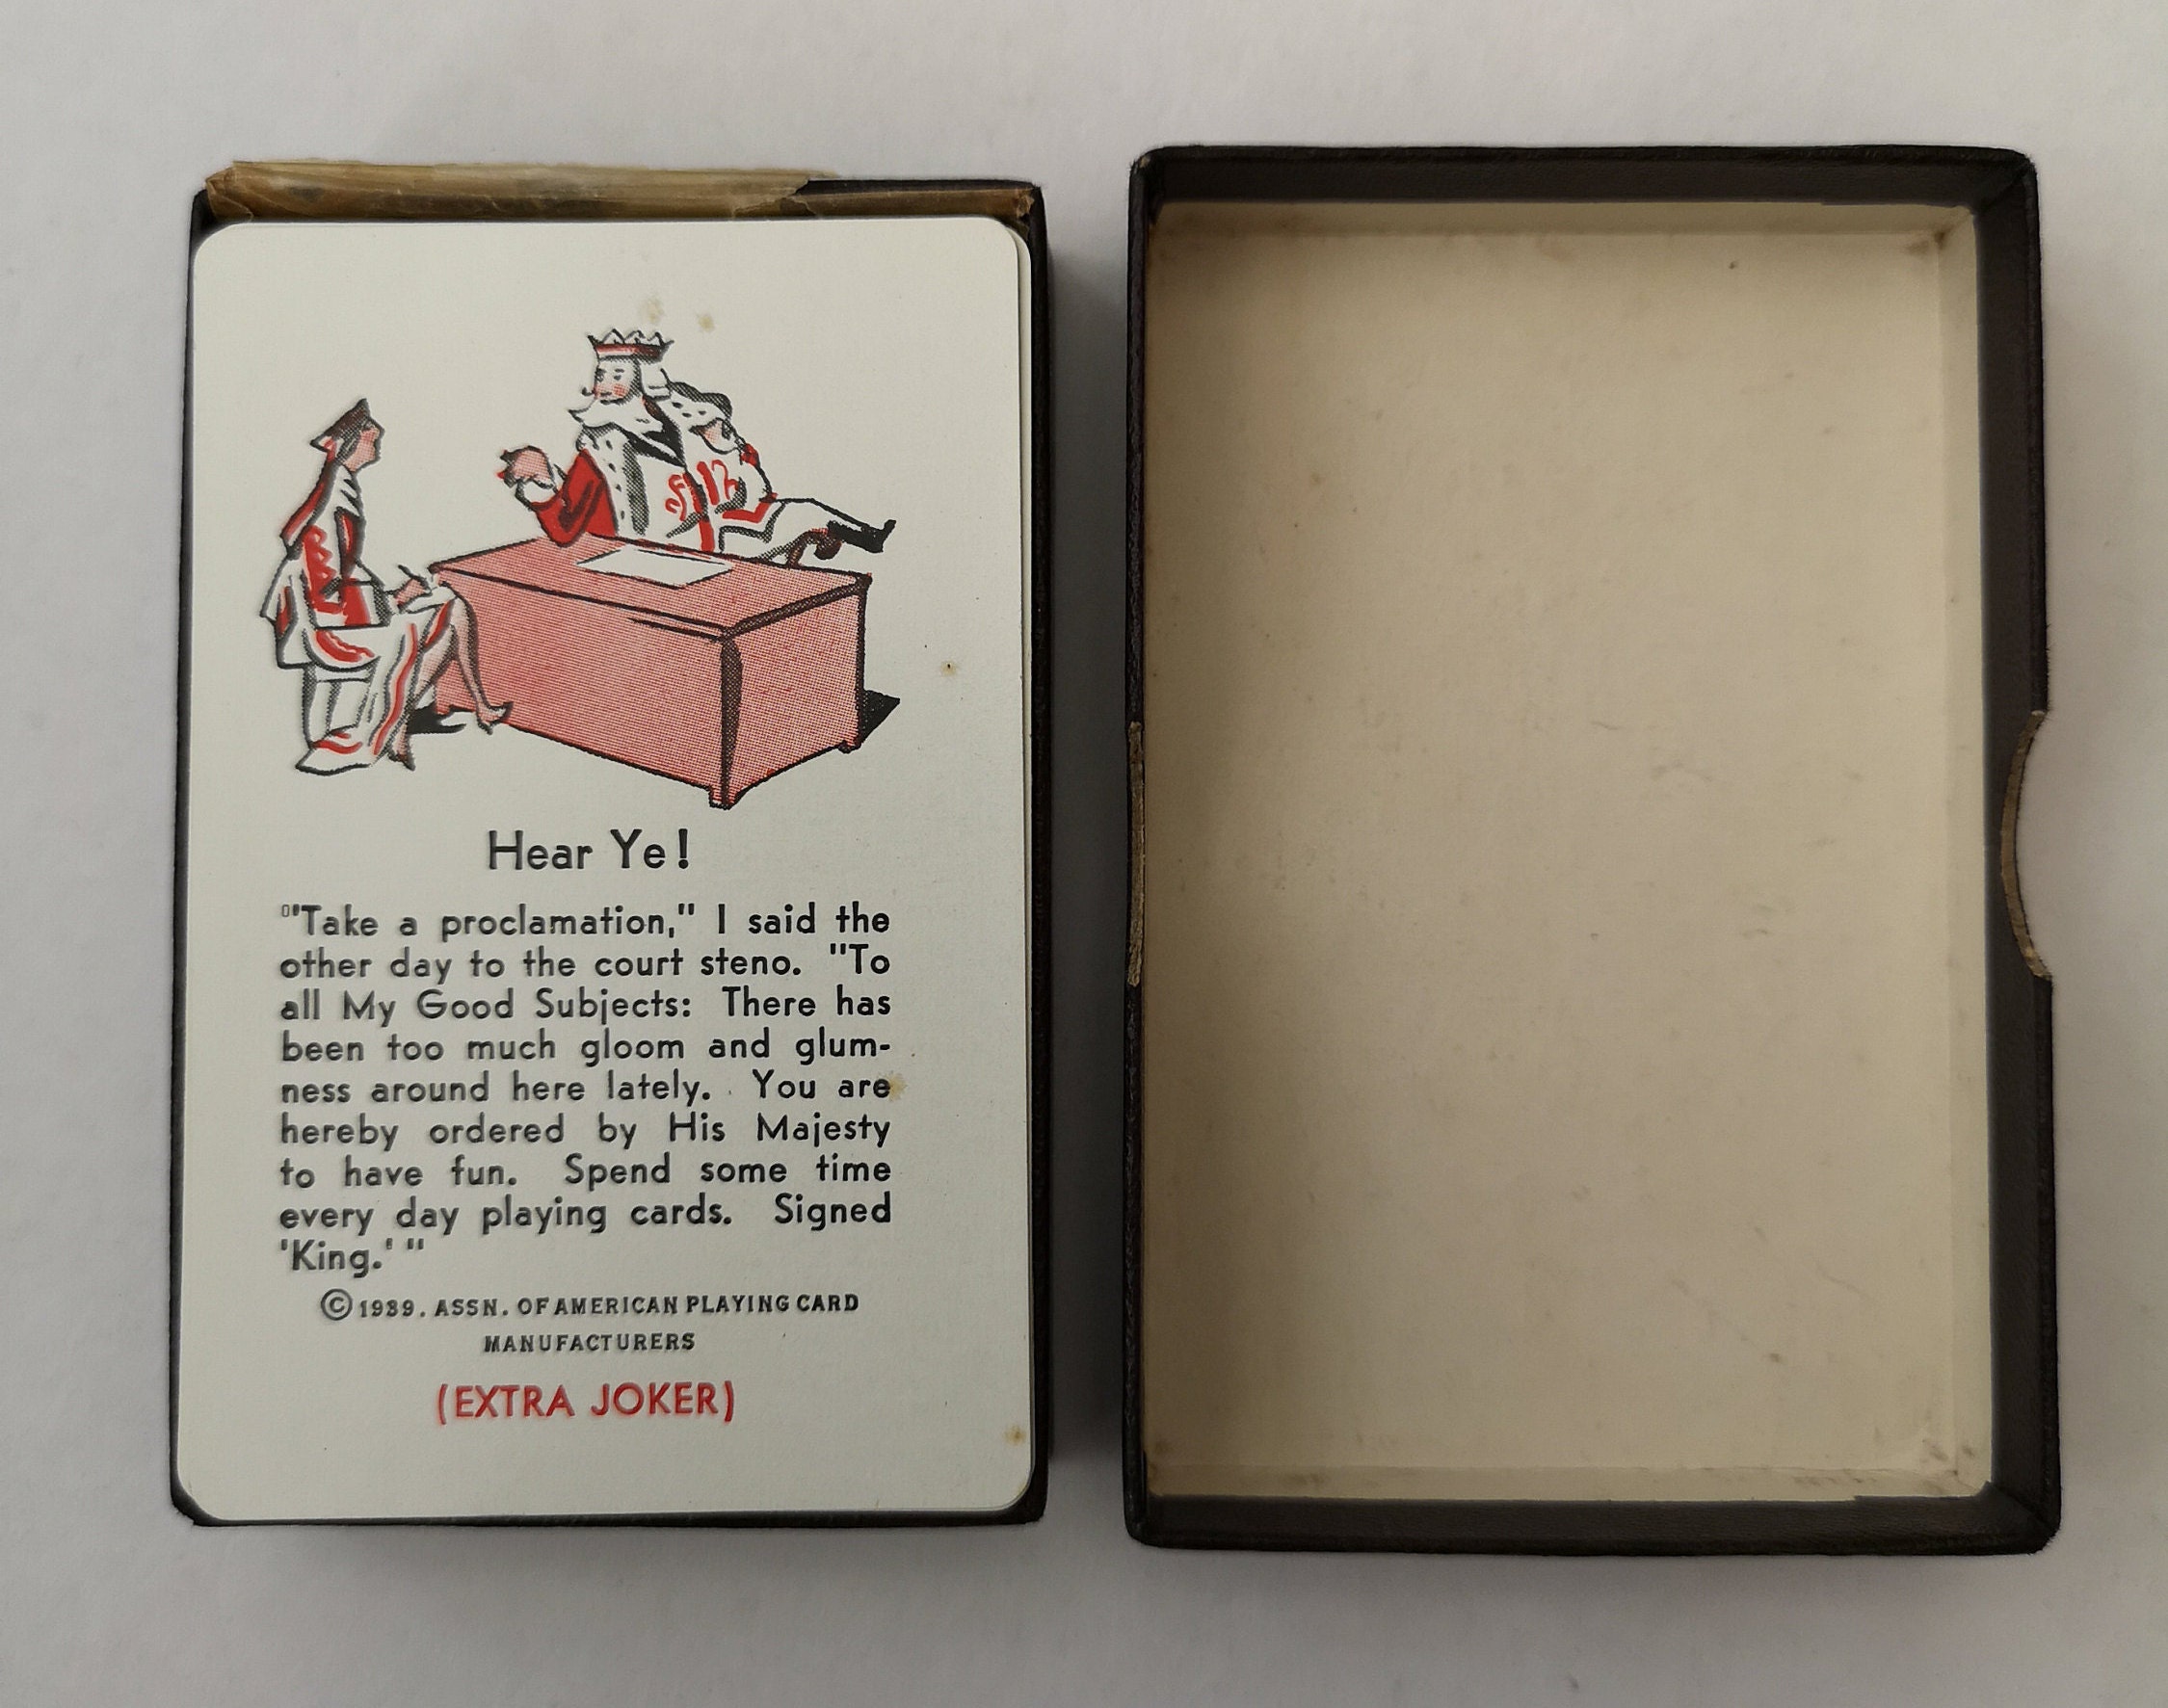 Hear Ye!
"Take a proclamation," I said the
other day to the court steno. "To
all My Good Subjects: There has
been too much gloom and glum-
ness around here lately. You are
hereby ordered by His Majesty
to have fun. Spend some time
every day playing cards. Signed
'King.' "
© 1939. ASSN. OF AMERICAN PLAYING CARD
MANUFACTURERS
(EXTRA JOKER)